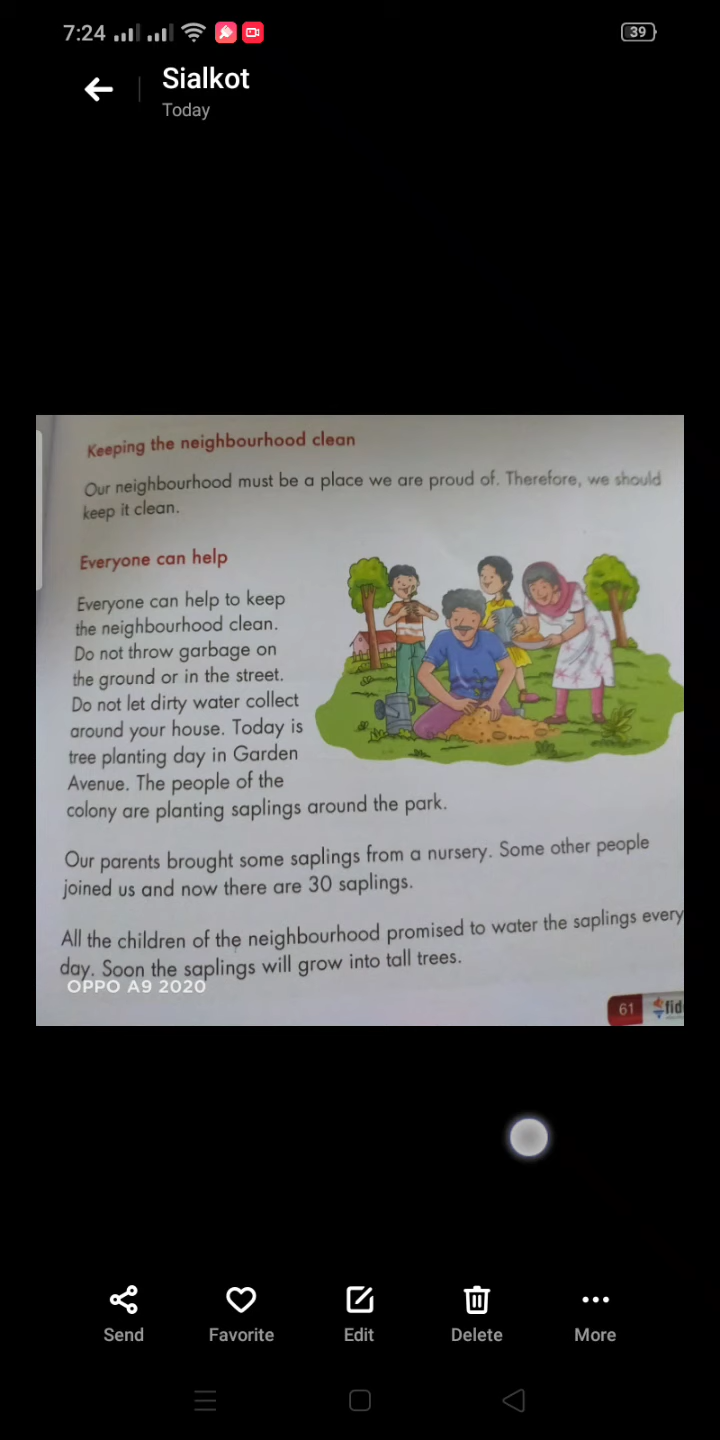 7:24
39
Sialkot
Today
Keeping the neighbourhood clean
Our neighbourhood must be a place we are proud of. Therefore, we should
keep it clean.
Everyone can help
Everyone can help to keep
the neighbourhood clean.
Do not throw garbage on
the ground or in the street.
Do not let dirty water collect
around your house. Today is
tree planting day in Garden
Avenue. The people of the
colony are planting saplings around the park.
Our parents brought some saplings from a nursery. Some other people
joined us and now there are 30 saplings.
All the children of the neighbourhood promised to water the saplings every
day. Soon the saplings will grow into tall trees.
OPPO A9 2020
61
Send Favorite Edit Delete More